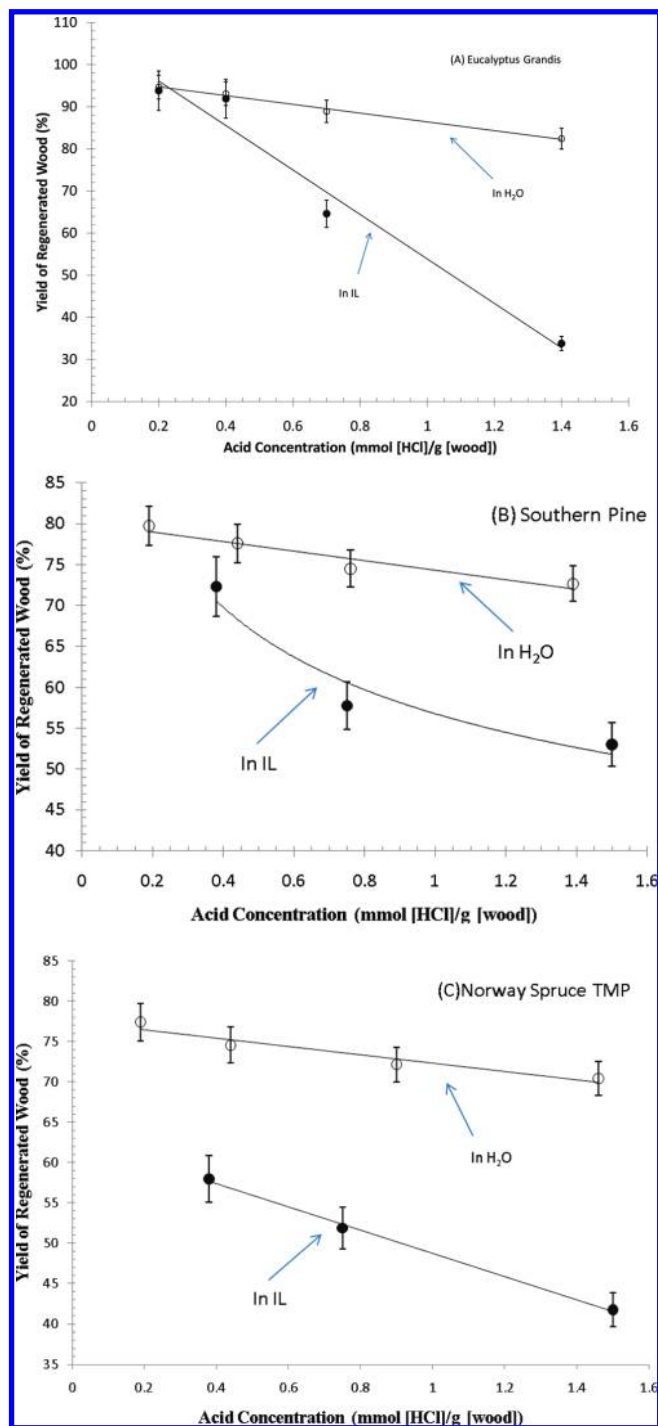 110
100
90
80
70
60
50
40
30
20
Yield of Regenerated Wood (%)
(A) Eucalyptus Grandis
In H₂O
In IL
0 0.2 0.4 0.6 0.8 1 1.2 1.4 1.6
Acid Concentration (mmol [HCl]/g [wood])
85
80
75
70
65
60
55
50
45
40
Yield of Regenerated Wood (%)
(B) Southern Pine
In H₂O
In IL
0 0.2 0.4 0.6 0.8 1 1.2 1.4 1.6
Acid Concentration (mmol [HCl]/g [wood])
85
80
75
70
65
60
55
50
45
40
35
Yield of Regenerated Wood (%)
(C)Norway Spruce TMP
In H₂O
In IL
0 0.2 0.4 0.6 0.8 1 1.2 1.4 1.6
Acid Concentration (mmol [HCl]/g [wood])